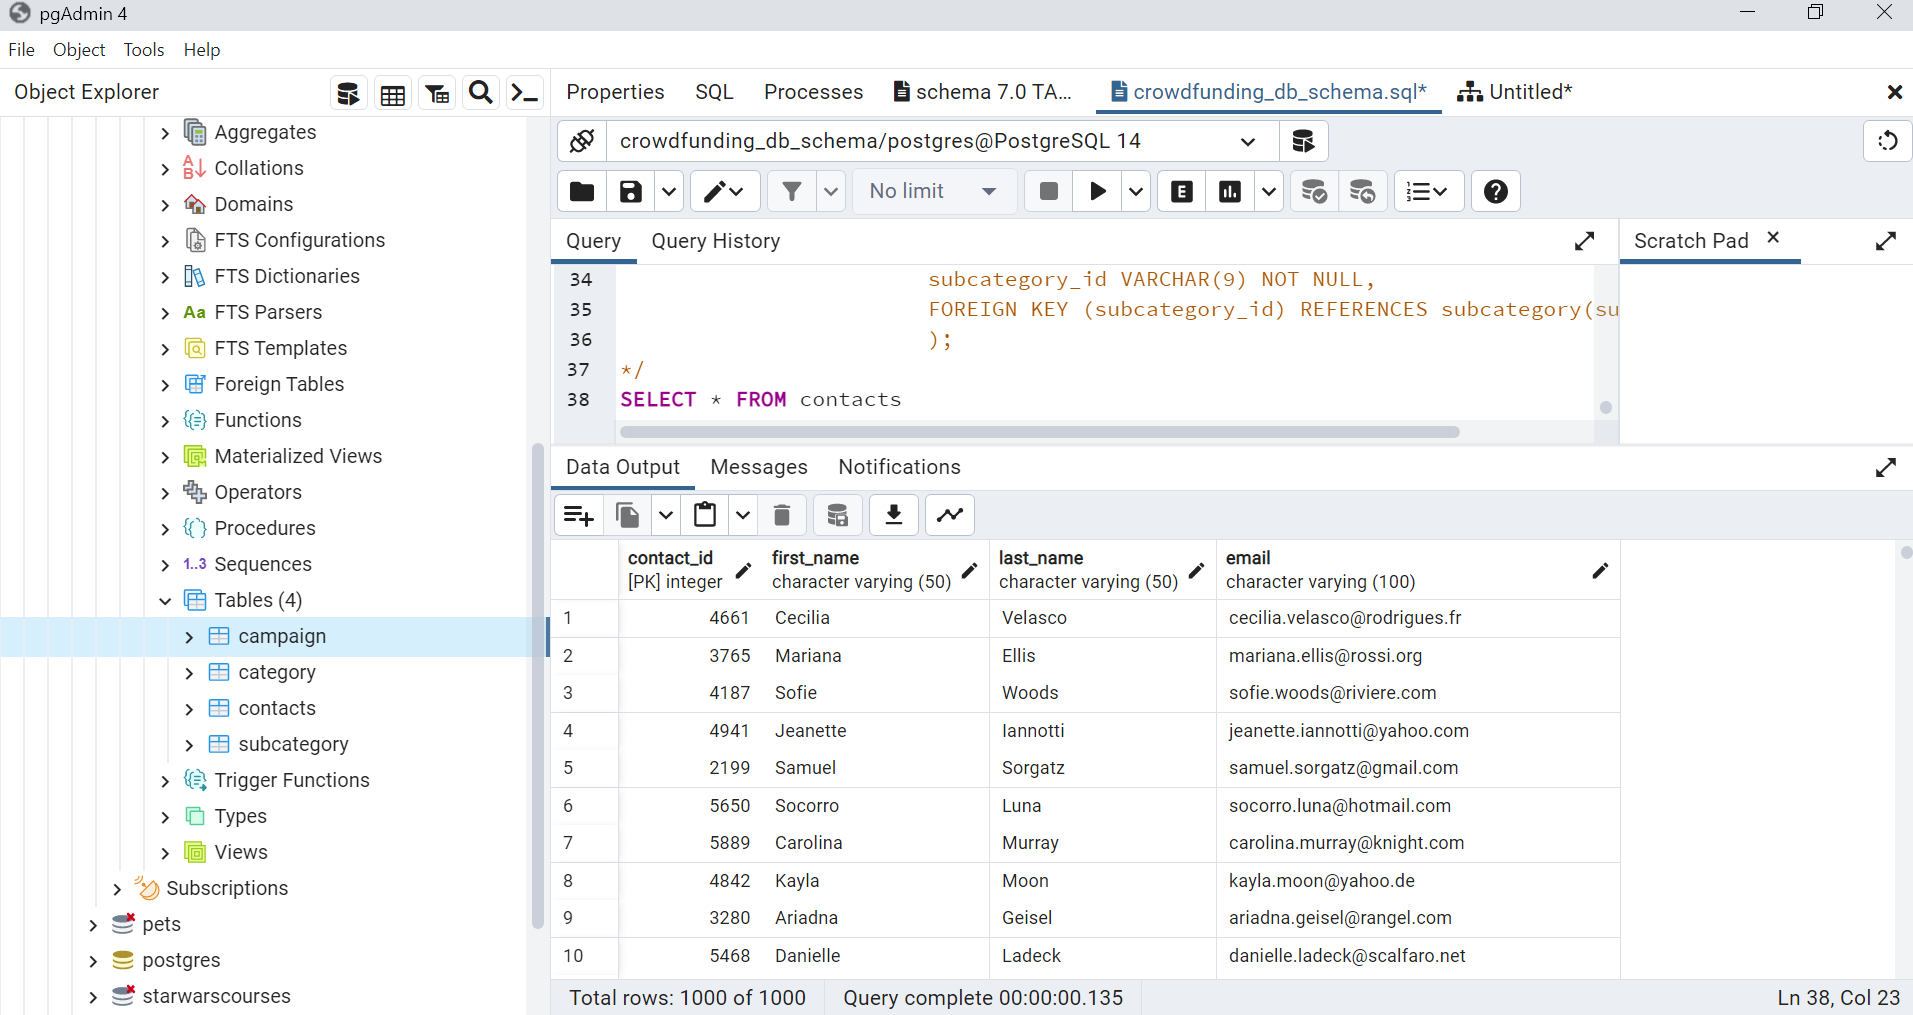 pgAdmin 4
File Object Tools Help
Object Explorer
Aggregates
Collations
Domains
FTS Configurations
FTS Dictionaries
Aa FTS Parsers
FTS Templates
Foreign Tables
Functions
Materialized Views
Operators
Procedures
1..3 Sequences
Tables (4)
campaign
category
contacts
subcategory
Trigger Functions
Types
Views
Subscriptions
pets
postgres
starwarscourses
Properties SQL Processes schema 7.0 TA... crowdfunding_db_schema.sql* Untitled*
crowdfunding_db_schema/postgres@PostgreSQL 14
No limit
E
Query Query History
Scratch Pad
34 subcategory_id VARCHAR(9) NOT NULL,
35 FOREIGN KEY (subcategory_id) REFERENCES subcategory(su
36 );
37 */
38 SELECT * FROM contacts
Data Output Messages Notifications
contact_id first_name last_name email
[PK] integer character varying (50) character varying (50) character varying (100)
1 4661 Cecilia Velasco cecilia.velasco@rodrigues.fr
2 3765 Mariana Ellis mariana.ellis@rossi.org
3 4187 Sofie Woods sofie.woods@riviere.com
4 4941 Jeanette Iannotti jeanette.iannotti@yahoo.com
5 2199 Samuel Sorgatz samuel.sorgatz@gmail.com
6 5650 Socorro Luna socorro.luna@hotmail.com
7 5889 Carolina Murray carolina.murray@knight.com
8 4842 Kayla Moon kayla.moon@yahoo.de
9 3280 Ariadna Geisel ariadna.geisel@rangel.com
10 5468 Danielle Ladeck danielle.ladeck@scalfaro.net
Total rows: 1000 of 1000 Query complete 00:00:00.135 Ln 38, Col 23